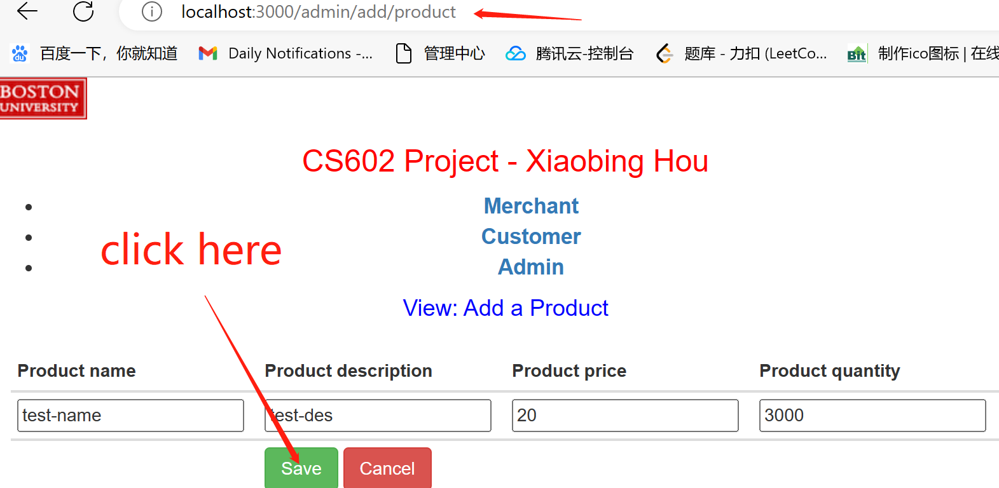 localhost:3000/admin/add/product
百度一下，你就知道 Daily Notifications -... 管理中心 腾讯云-控制台 题库 - 力扣 (LeetCo... 制作ico图标 | 在线
BOSTON
UNIVERSITY
CS602 Project - Xiaobing Hou
Merchant
Customer
click here
Admin
View: Add a Product
Product name Product description Product price Product quantity
test-name test-des 20 3000
Save Cancel